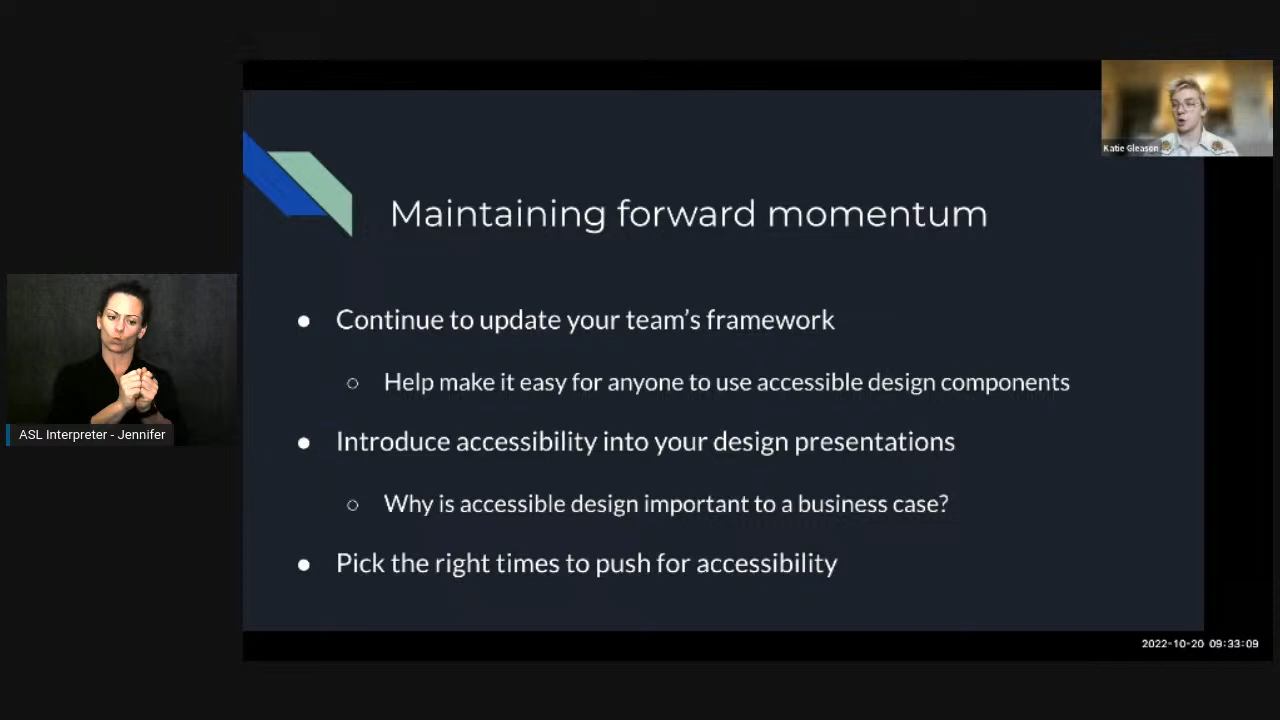 Katie Gleason
Maintaining forward momentum
● Continue to update your team's framework
○ Help make it easy for anyone to use accessible design components
● Introduce accessibility into your design presentations
○ Why is accessible design important to a business case?
● Pick the right times to push for accessibility
ASL Interpreter - Jennifer
2022-10-20 09:33:09